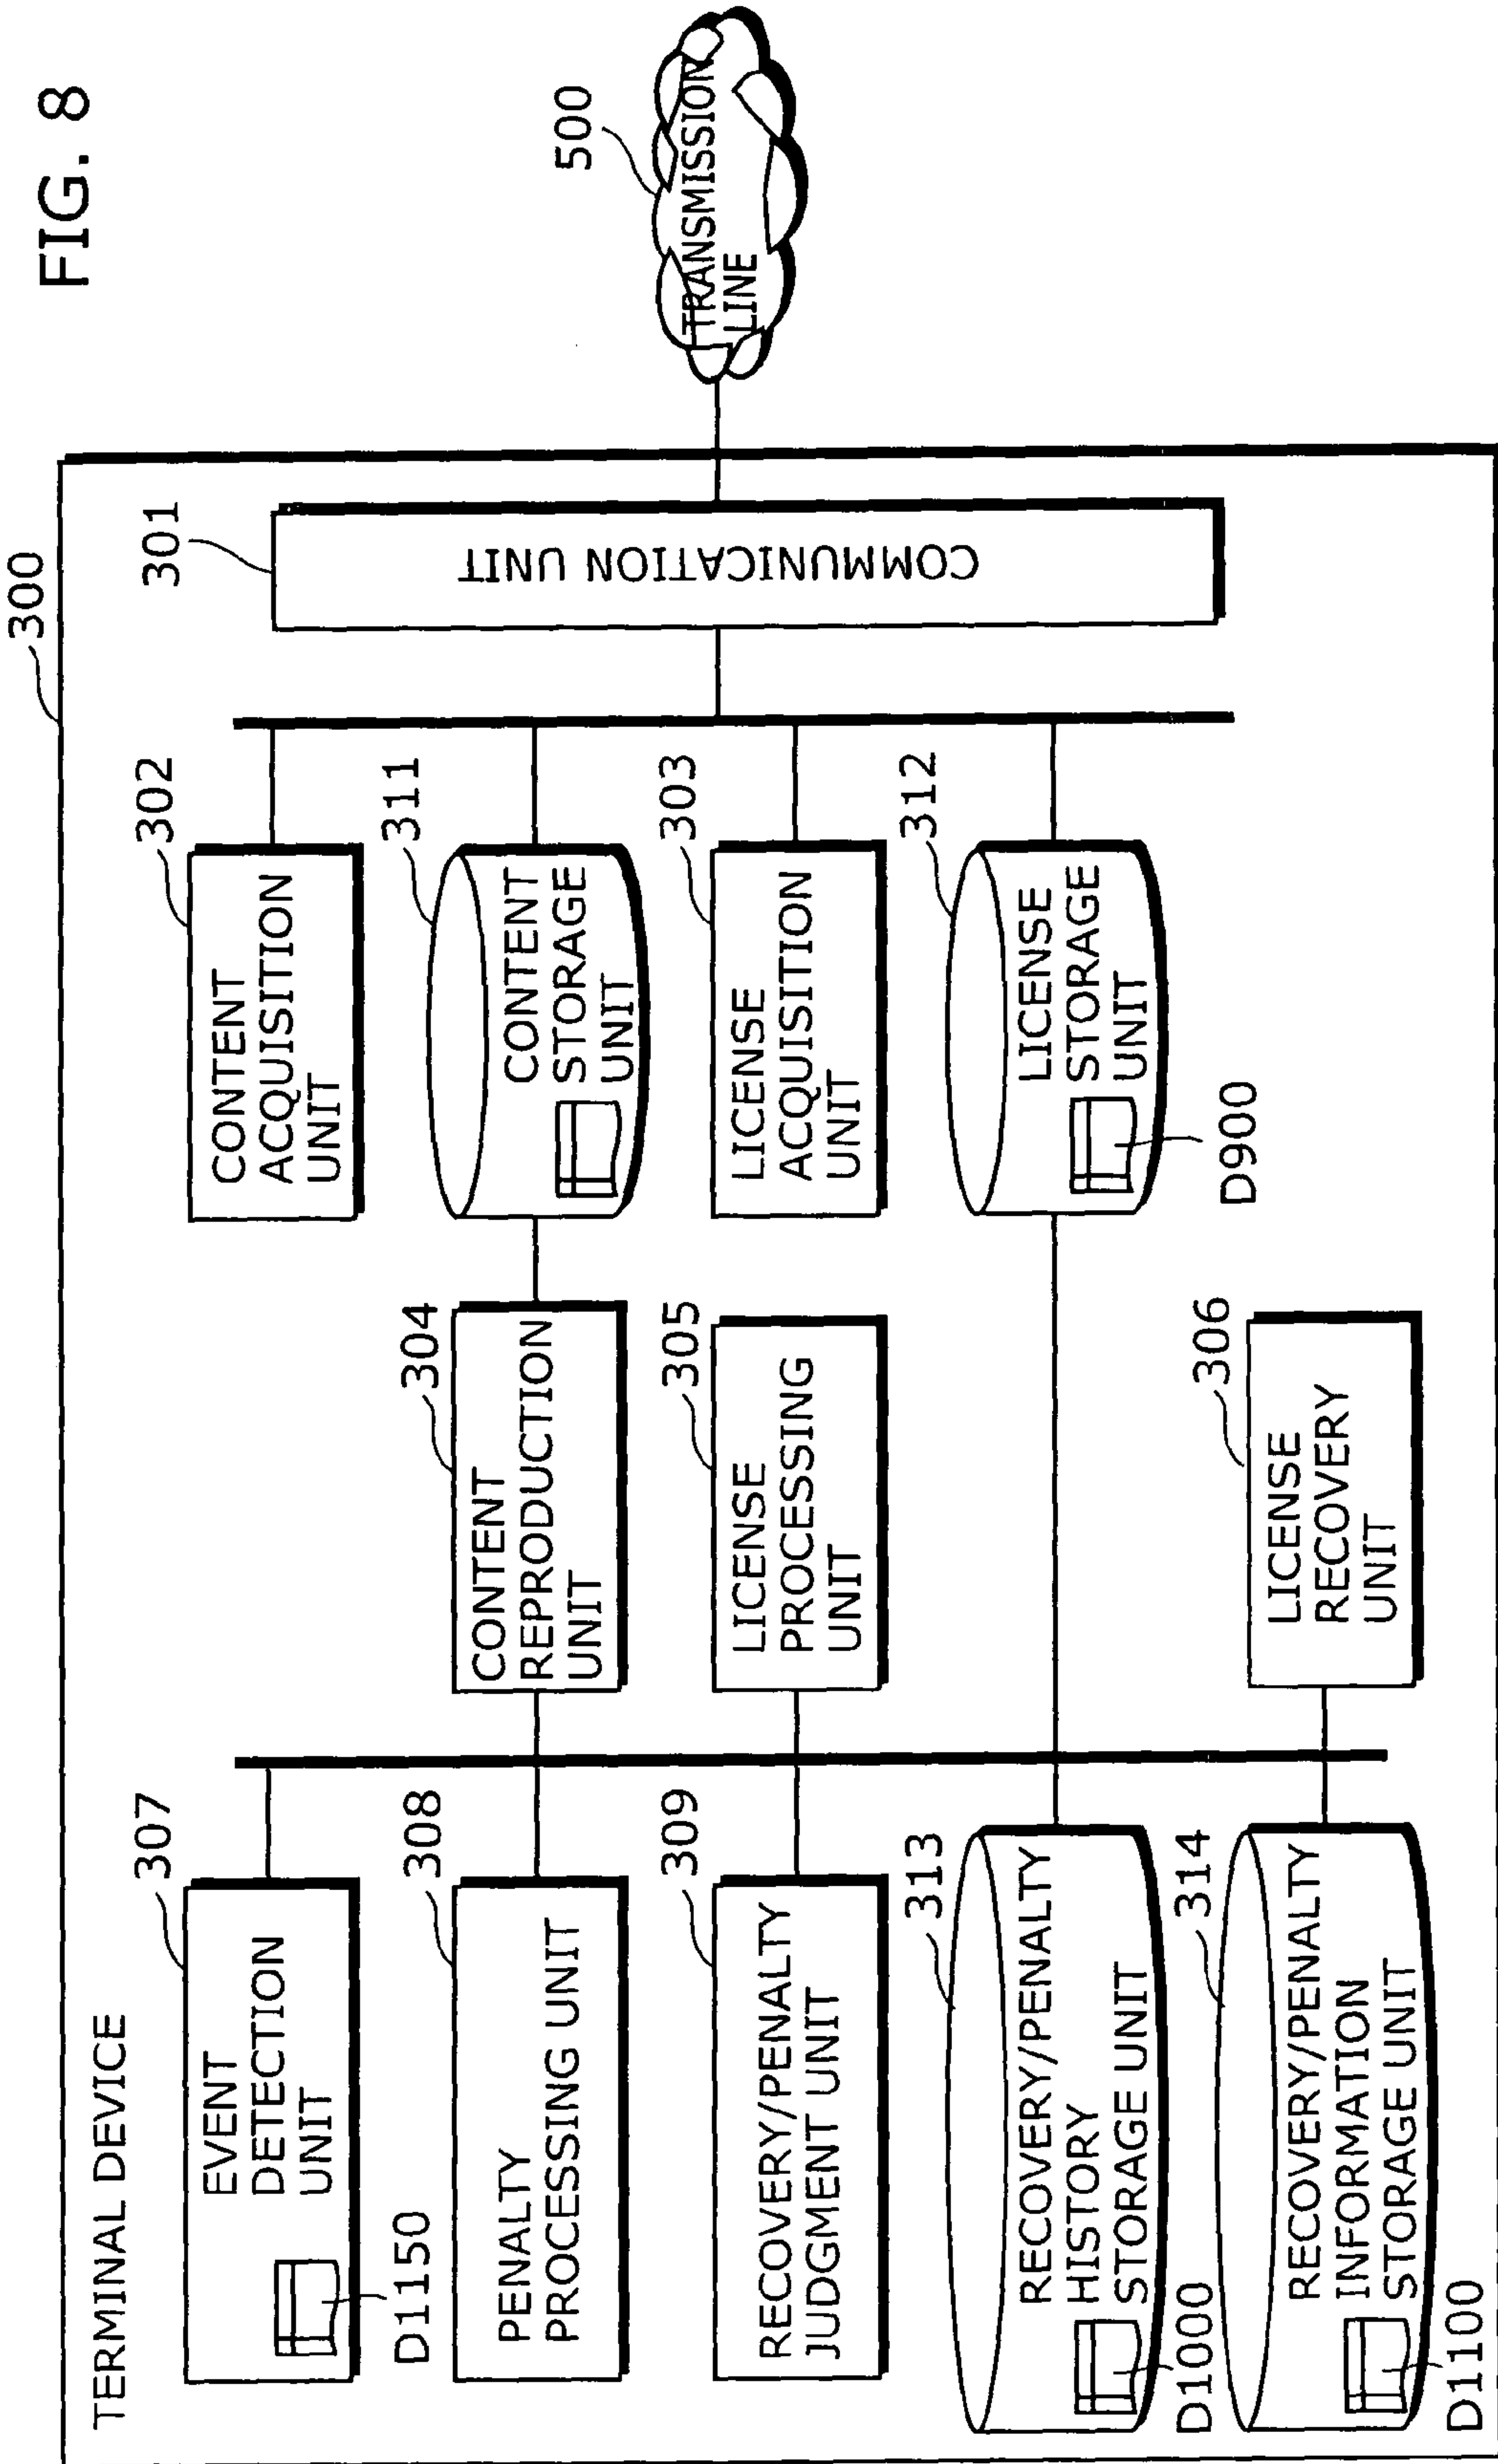 FIG. 8
TERMINAL DEVICE
300
307
EVENT
DETECTION
UNIT
D1150
308
PENALTY
PROCESSING UNIT
309
RECOVERY/PENALTY
JUDGMENT UNIT
313
RECOVERY/PENALTY
HISTORY
STORAGE UNIT
D1000
314
RECOVERY/PENALTY
INFORMATION
STORAGE UNIT
D1100
304
CONTENT
REPRODUCTION
UNIT
305
LICENSE
PROCESSING
UNIT
306
LICENSE
RECOVERY
UNIT
302
CONTENT
ACQUISITION
UNIT
311
CONTENT
STORAGE
UNIT
303
LICENSE
ACQUISITION
UNIT
312
LICENSE
STORAGE
UNIT
D900
301
COMMUNICATION UNIT
500
TRANSMISSION
LINE